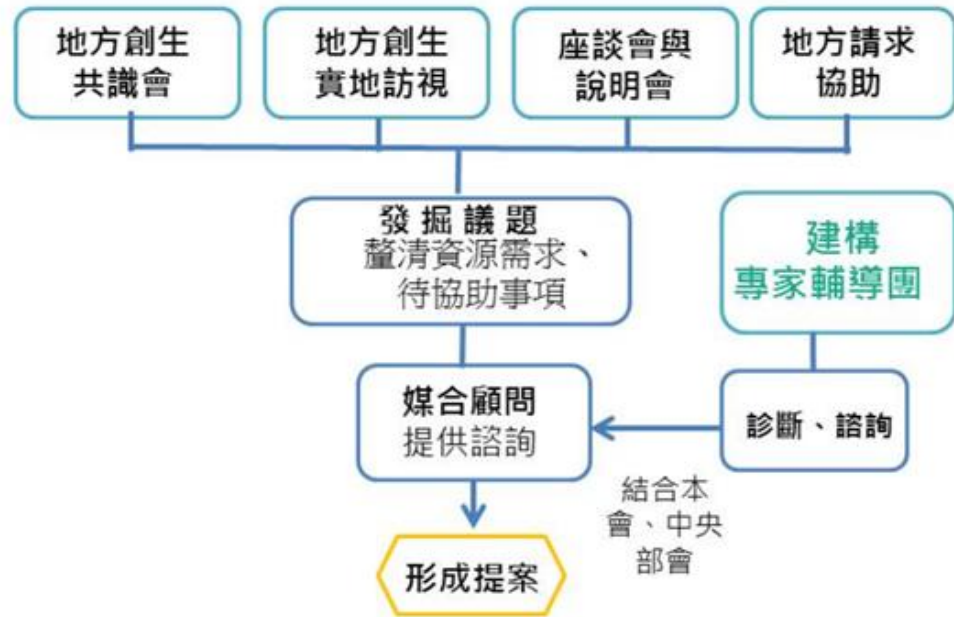 地方創生
共識會
地方創生
實地訪視
座談會與
說明會
地方請求
協助
發掘議題
釐清資源需求、
待協助事項
建構
專家輔導團
媒合顧問
提供諮詢
診斷、諮詢
結合本
會、中央
部會
形成提案